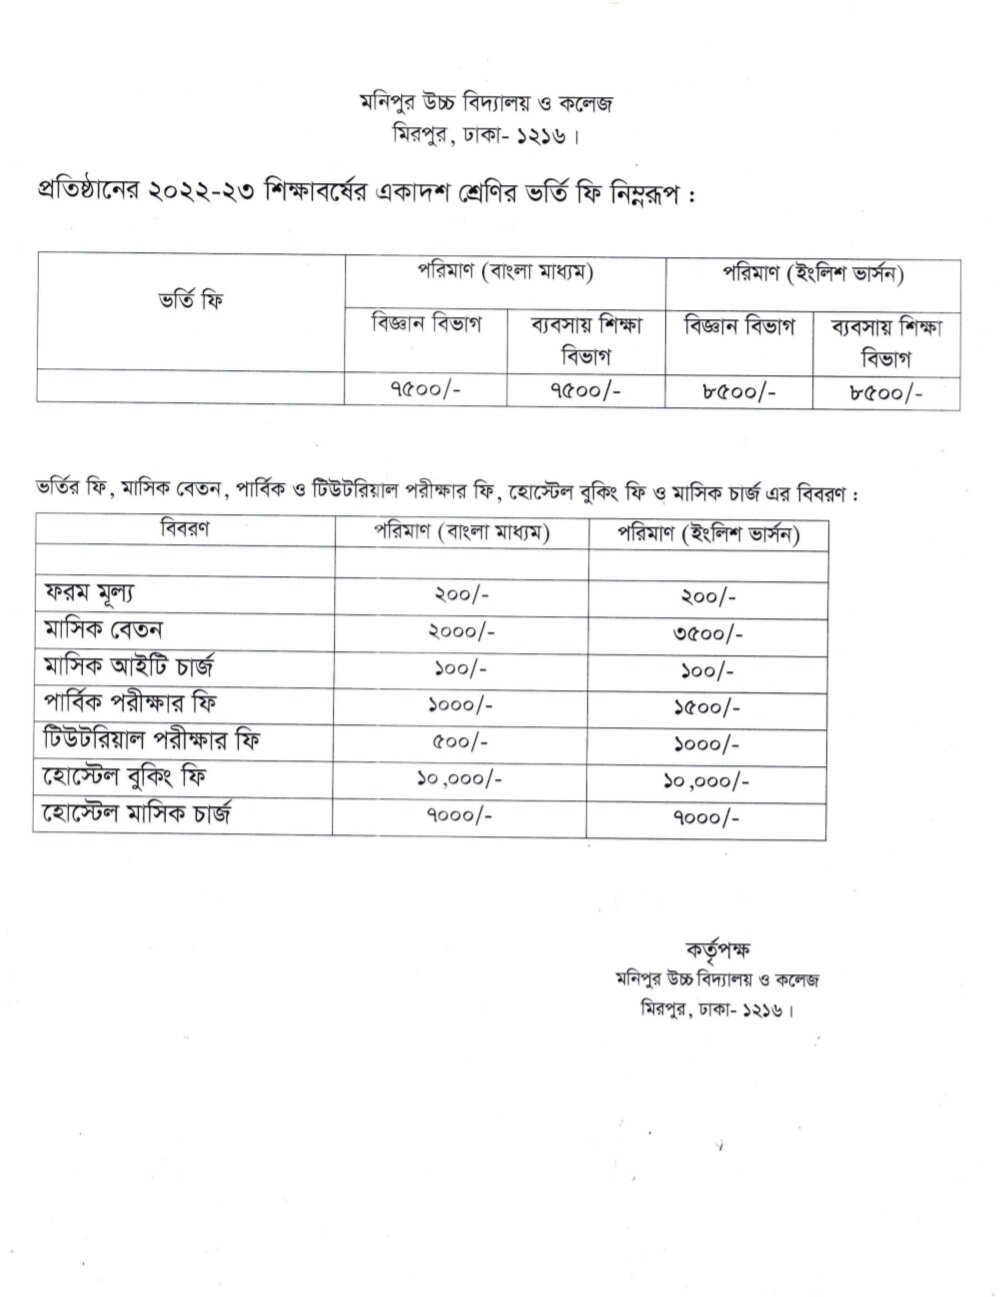 মনিপুর উচ্চ বিদ্যালয় ও কলেজ
মিরপুর, ঢাকা- ১২১৬।
প্রতিষ্ঠানের ২০২২-২৩ শিক্ষাবর্ষের একাদশ শ্রেণির ভর্তি ফি নিম্নরূপ :
ভর্তি ফি পরিমাণ (বাংলা মাধ্যম) পরিমাণ (ইংলিশ ভার্সন)
বিজ্ঞান বিভাগ ব্যবসায় শিক্ষা বিভাগ বিজ্ঞান বিভাগ ব্যবসায় শিক্ষা বিভাগ
৭৫০০/- ৭৫০০/- ৮৫০০/- ৮৫০০/-
ভর্তির ফি, মাসিক বেতন, পার্বিক ও টিউটরিয়াল পরীক্ষার ফি, হোস্টেল বুকিং ফি ও মাসিক চার্জ এর বিবরণ :
বিবরণ পরিমাণ (বাংলা মাধ্যম) পরিমাণ (ইংলিশ ভার্সন)
ফরম মূল্য ২০০/- ২০০/-
মাসিক বেতন ২০০০/- ৩৫০০/-
মাসিক আইটি চার্জ ১০০/- ১০০/-
পার্বিক পরীক্ষার ফি ১০০০/- ১৫০০/-
টিউটরিয়াল পরীক্ষার ফি ৫০০/- ১০০০/-
হোস্টেল বুকিং ফি ১০,০০০/- ১০,০০০/-
হোস্টেল মাসিক চার্জ ৭০০০/- ৭০০০/-
কর্তৃপক্ষ
মনিপুর উচ্চ বিদ্যালয় ও কলেজ
মিরপুর, ঢাকা- ১২১৬।